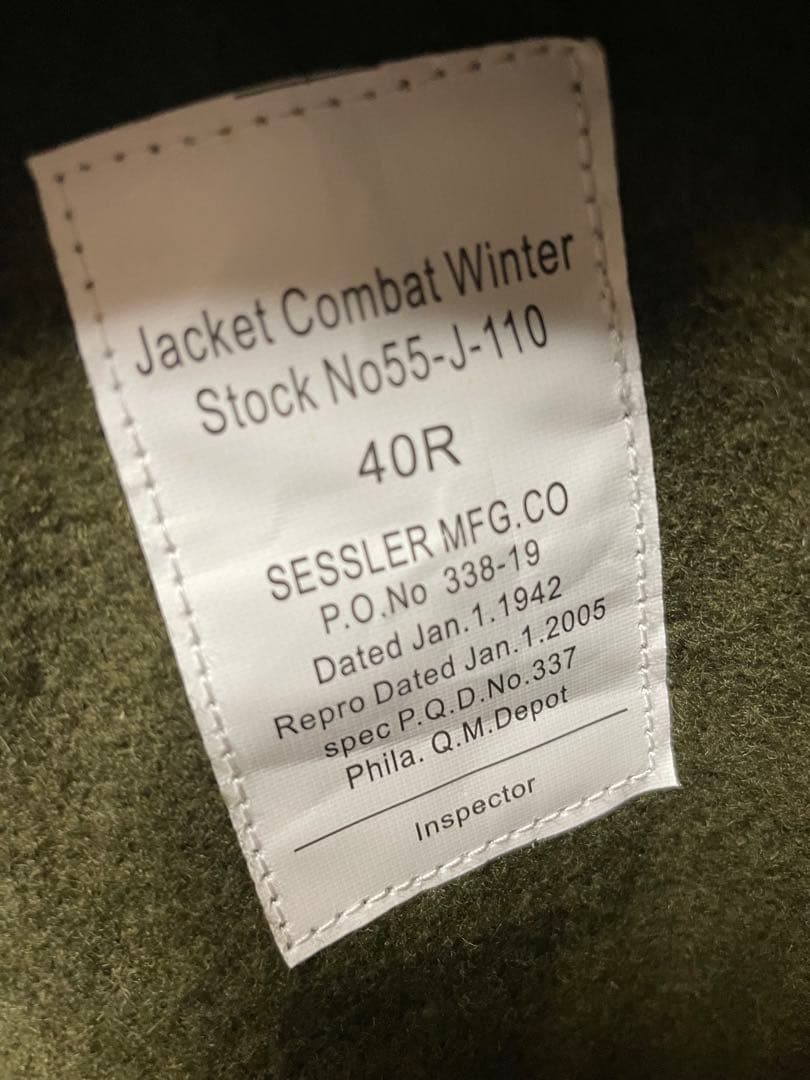 Jacket Combat Winter
Stock No55-J-110
40R
SESSLER MFG.CO
P.O.No 338-19
Dated Jan.1.1942
Repro Dated Jan.1.2005
spec P.Q.D.No.337
Phila. Q.M.Depot
Inspector